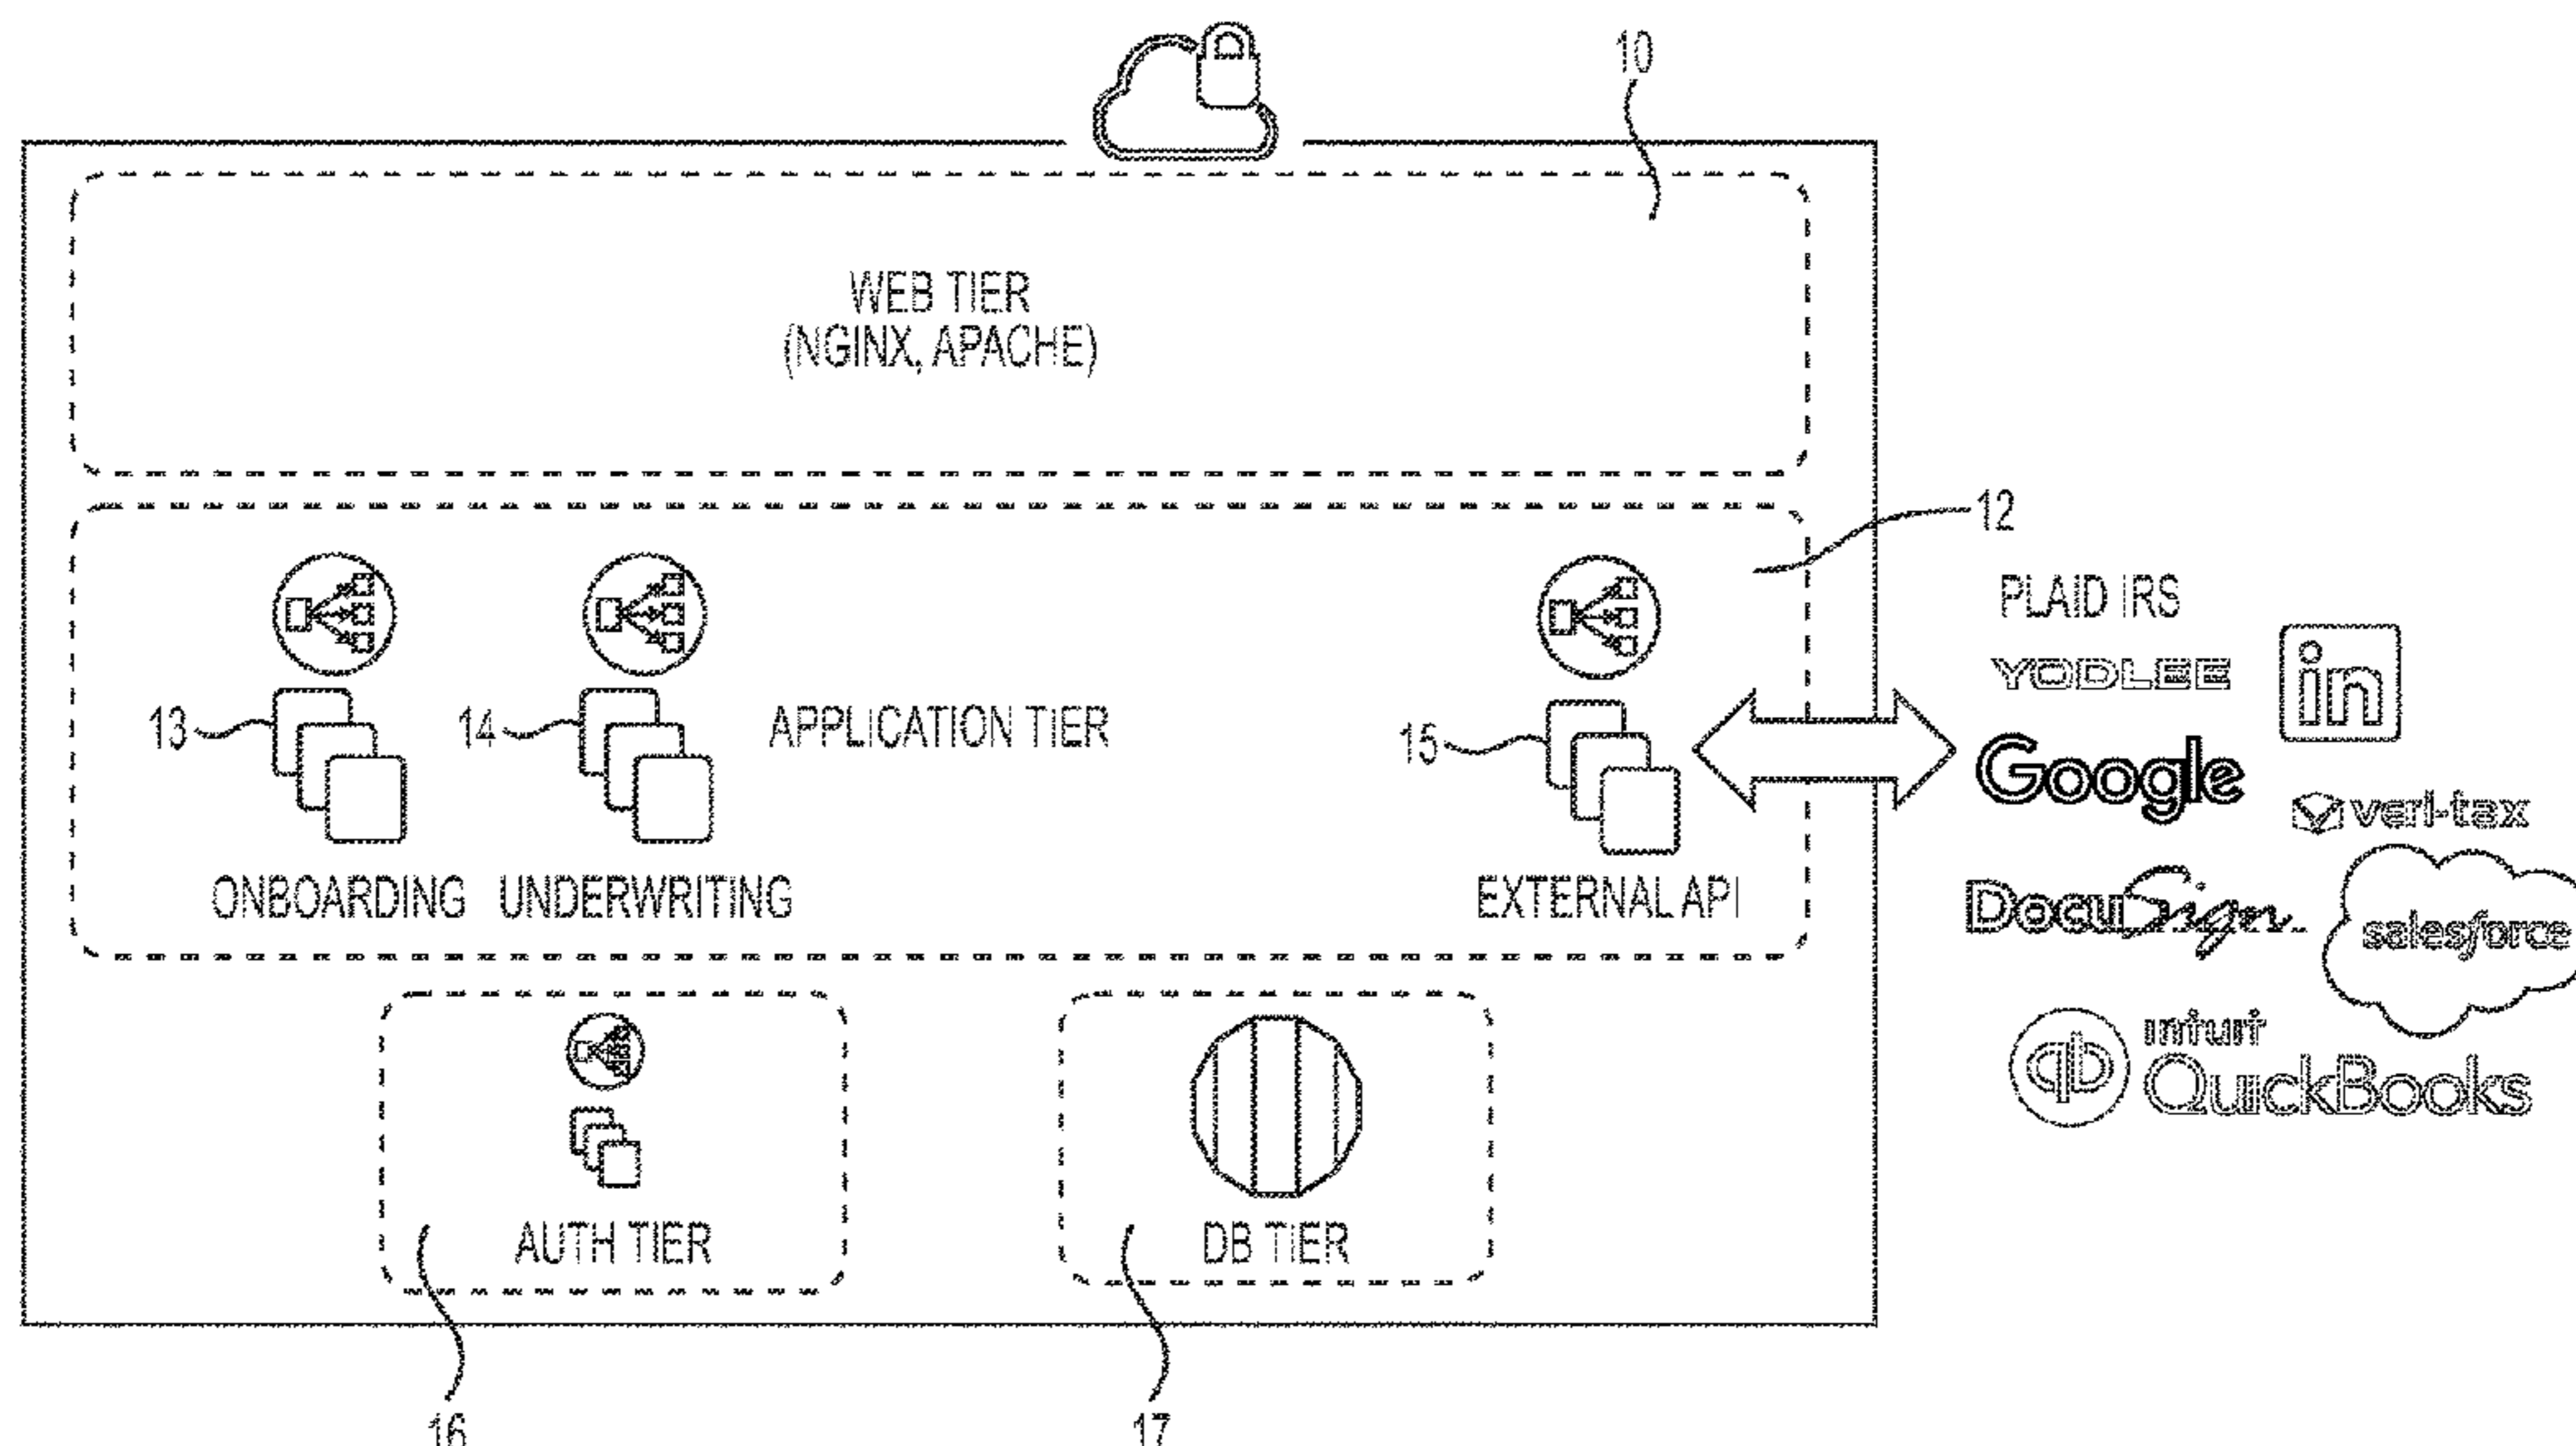 10
WEB TIER
(NGINX, APACHE)
12
13
14
APPLICATION TIER
15
ONBOARDING
UNDERWRITING
EXTERNAL API
PLAID IRS
YODLEE
in
Google
veri-tax
DocuSign
salesforce
qb
intuit
QuickBooks
AUTH TIER
DB TIER
16
17